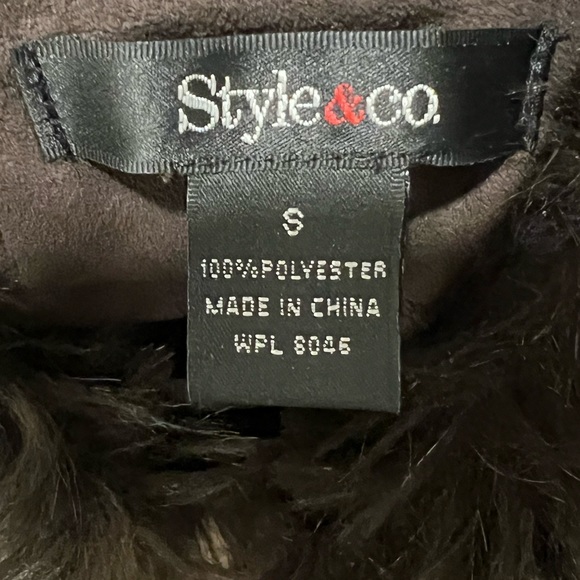 Style&co.
S
100%POLYESTER
MADE IN CHINA
WPL 8046